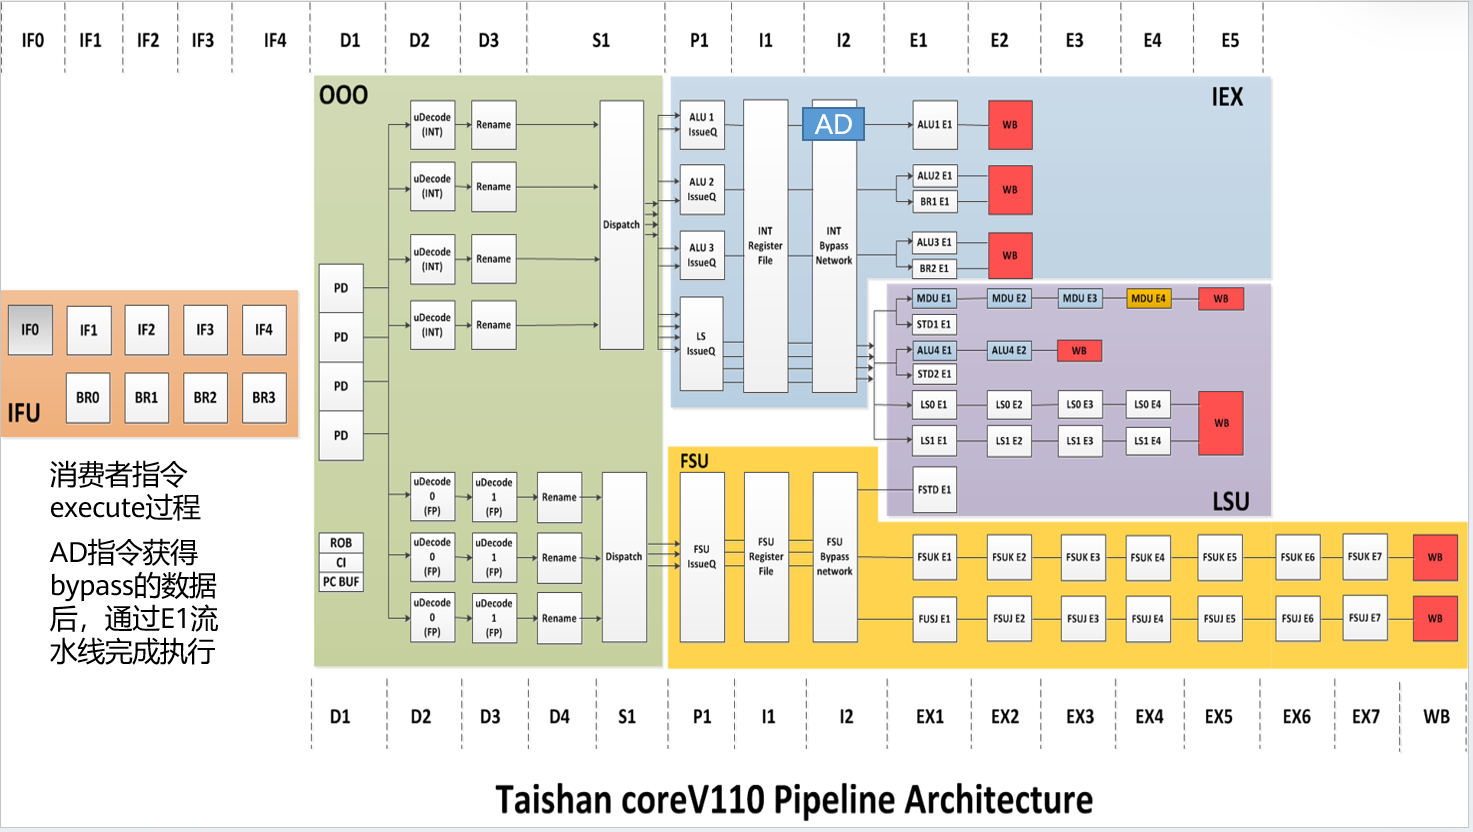 IF0 IF1 IF2 IF3 IF4 D1 D2 D3 S1 P1 I1 I2 E1 E2 E3 E4 E5
OOO
uDecode
(INT)
Rename
uDecode
(INT)
Rename
uDecode
(INT)
Rename
uDecode
(INT)
Rename
Dispatch
PD
PD
PD
PD
IF0 IF1 IF2 IF3 IF4
BR0 BR1 BR2 BR3
IFU
消费者指令
execute过程
AD指令获得
bypass的数据
后，通过E1流
水线完成执行
ROB
CI
PC BUF
uDecode
0
(FP)
uDecode
1
(FP)
Rename
uDecode
0
(FP)
uDecode
1
(FP)
Rename
uDecode
0
(FP)
uDecode
1
(FP)
Rename
Dispatch
IEX
ALU 1
IssueQ
ALU 2
IssueQ
ALU 3
IssueQ
LS
IssueQ
INT
Register
File
AD
INT
Bypass
Network
ALU1 E1 WB
ALU2 E1
BR1 E1
WB
ALU3 E1
BR2 E1
WB
MDU E1 MDU E2 MDU E3 MDU E4 WB
STD1 E1
ALU4 E1 ALU4 E2 WB
STD2 E1
LS0 E1 LS0 E2 LS0 E3 LS0 E4
WB
LS1 E1 LS1 E2 LS1 E3 LS1 E4
FSTD E1
LSU
FSU
FSU
IssueQ
FSU
Register
File
FSU
Bypass
network
FSUK E1 FSUK E2 FSUK E3 FSUK E4 FSUK E5 FSUK E6 FSUK E7 WB
FUSJ E1 FSUJ E2 FSUJ E3 FSUJ E4 FSUJ E5 FSUJ E6 FSUJ E7 WB
D1 D2 D3 D4 S1 P1 I1 I2 EX1 EX2 EX3 EX4 EX5 EX6 EX7 WB
Taishan coreV110 Pipeline Architecture